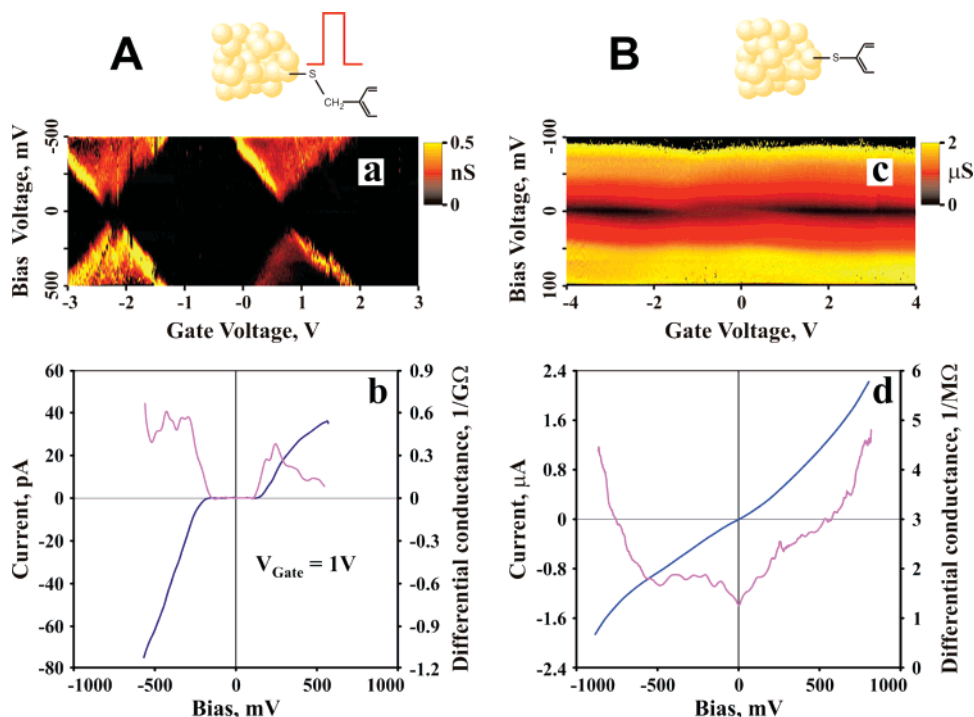 A
S
CH2
B
S
Bias Voltage, mV
-500
0
500
a
0.5
nS
0
-3
-2
-1
-0
1
2
3
Gate Voltage, V
Bias Voltage, mV
-100
0
100
c
2
μS
0
-4
-2
0
2
4
Gate Voltage, V
Current, pA
60
40
20
0
-20
-40
-60
-80
b
VGate = 1V
0.9
0.6
0.3
0
-0.3
-0.6
-0.9
-1.2
Differential conductance, 1/GΩ
-1000
-500
0
500
1000
Bias, mV
Current, μA
2.4
1.6
0.8
0
-0.8
-1.6
-2.4
d
6
5
4
3
2
1
0
Differential conductance, 1/MΩ
-1000
-500
0
500
1000
Bias, mV